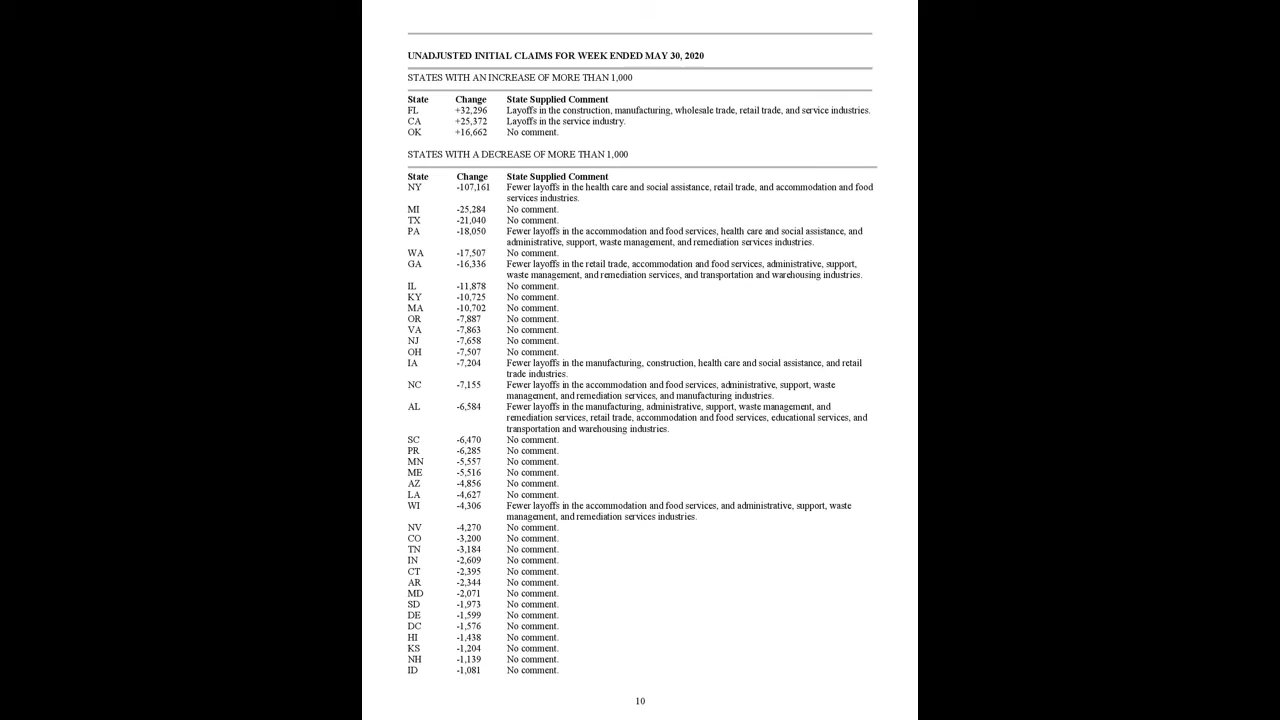 UNADJUSTED INITIAL CLAIMS FOR WEEK ENDED MAY 30, 2020
STATES WITH AN INCREASE OF MORE THAN 1,000
State Change State Supplied Comment
FL +32,296 Layoffs in the construction, manufacturing, wholesale trade, retail trade, and service industries.
CA +25,372 Layoffs in the service industry.
OK +16,662 No comment.
STATES WITH A DECREASE OF MORE THAN 1,000
State Change State Supplied Comment
NY -107,161 Fewer layoffs in the health care and social assistance, retail trade, and accommodation and food
services industries.
MI -25,284 No comment.
TX -21,040 No comment.
PA -18,050 Fewer layoffs in the accommodation and food services, health care and social assistance, and
administrative, support, waste management, and remediation services industries.
WA -17,507 No comment.
GA -16,336 Fewer layoffs in the retail trade, accommodation and food services, administrative, support,
waste management, and remediation services, and transportation and warehousing industries.
IL -11,878 No comment.
KY -10,725 No comment.
MA -10,702 No comment.
OR -7,887 No comment.
VA -7,863 No comment.
NJ -7,658 No comment.
OH -7,507 No comment.
IA -7,204 Fewer layoffs in the manufacturing, construction, health care and social assistance, and retail
trade industries.
NC -7,155 Fewer layoffs in the accommodation and food services, administrative, support, waste
management, and remediation services, and manufacturing industries.
AL -6,584 Fewer layoffs in the manufacturing, administrative, support, waste management, and
remediation services, retail trade, accommodation and food services, educational services, and
transportation and warehousing industries.
SC -6,470 No comment.
PR -6,285 No comment.
MN -5,557 No comment.
ME -5,516 No comment.
AZ -4,856 No comment.
LA -4,627 No comment.
WI -4,306 Fewer layoffs in the accommodation and food services, and administrative, support, waste
management, and remediation services industries.
NV -4,270 No comment.
CO -3,200 No comment.
TN -3,184 No comment.
IN -2,609 No comment.
CT -2,395 No comment.
AR -2,344 No comment.
MD -2,071 No comment.
SD -1,973 No comment.
DE -1,599 No comment.
DC -1,576 No comment.
HI -1,438 No comment.
KS -1,204 No comment.
NH -1,139 No comment.
ID -1,081 No comment.
10